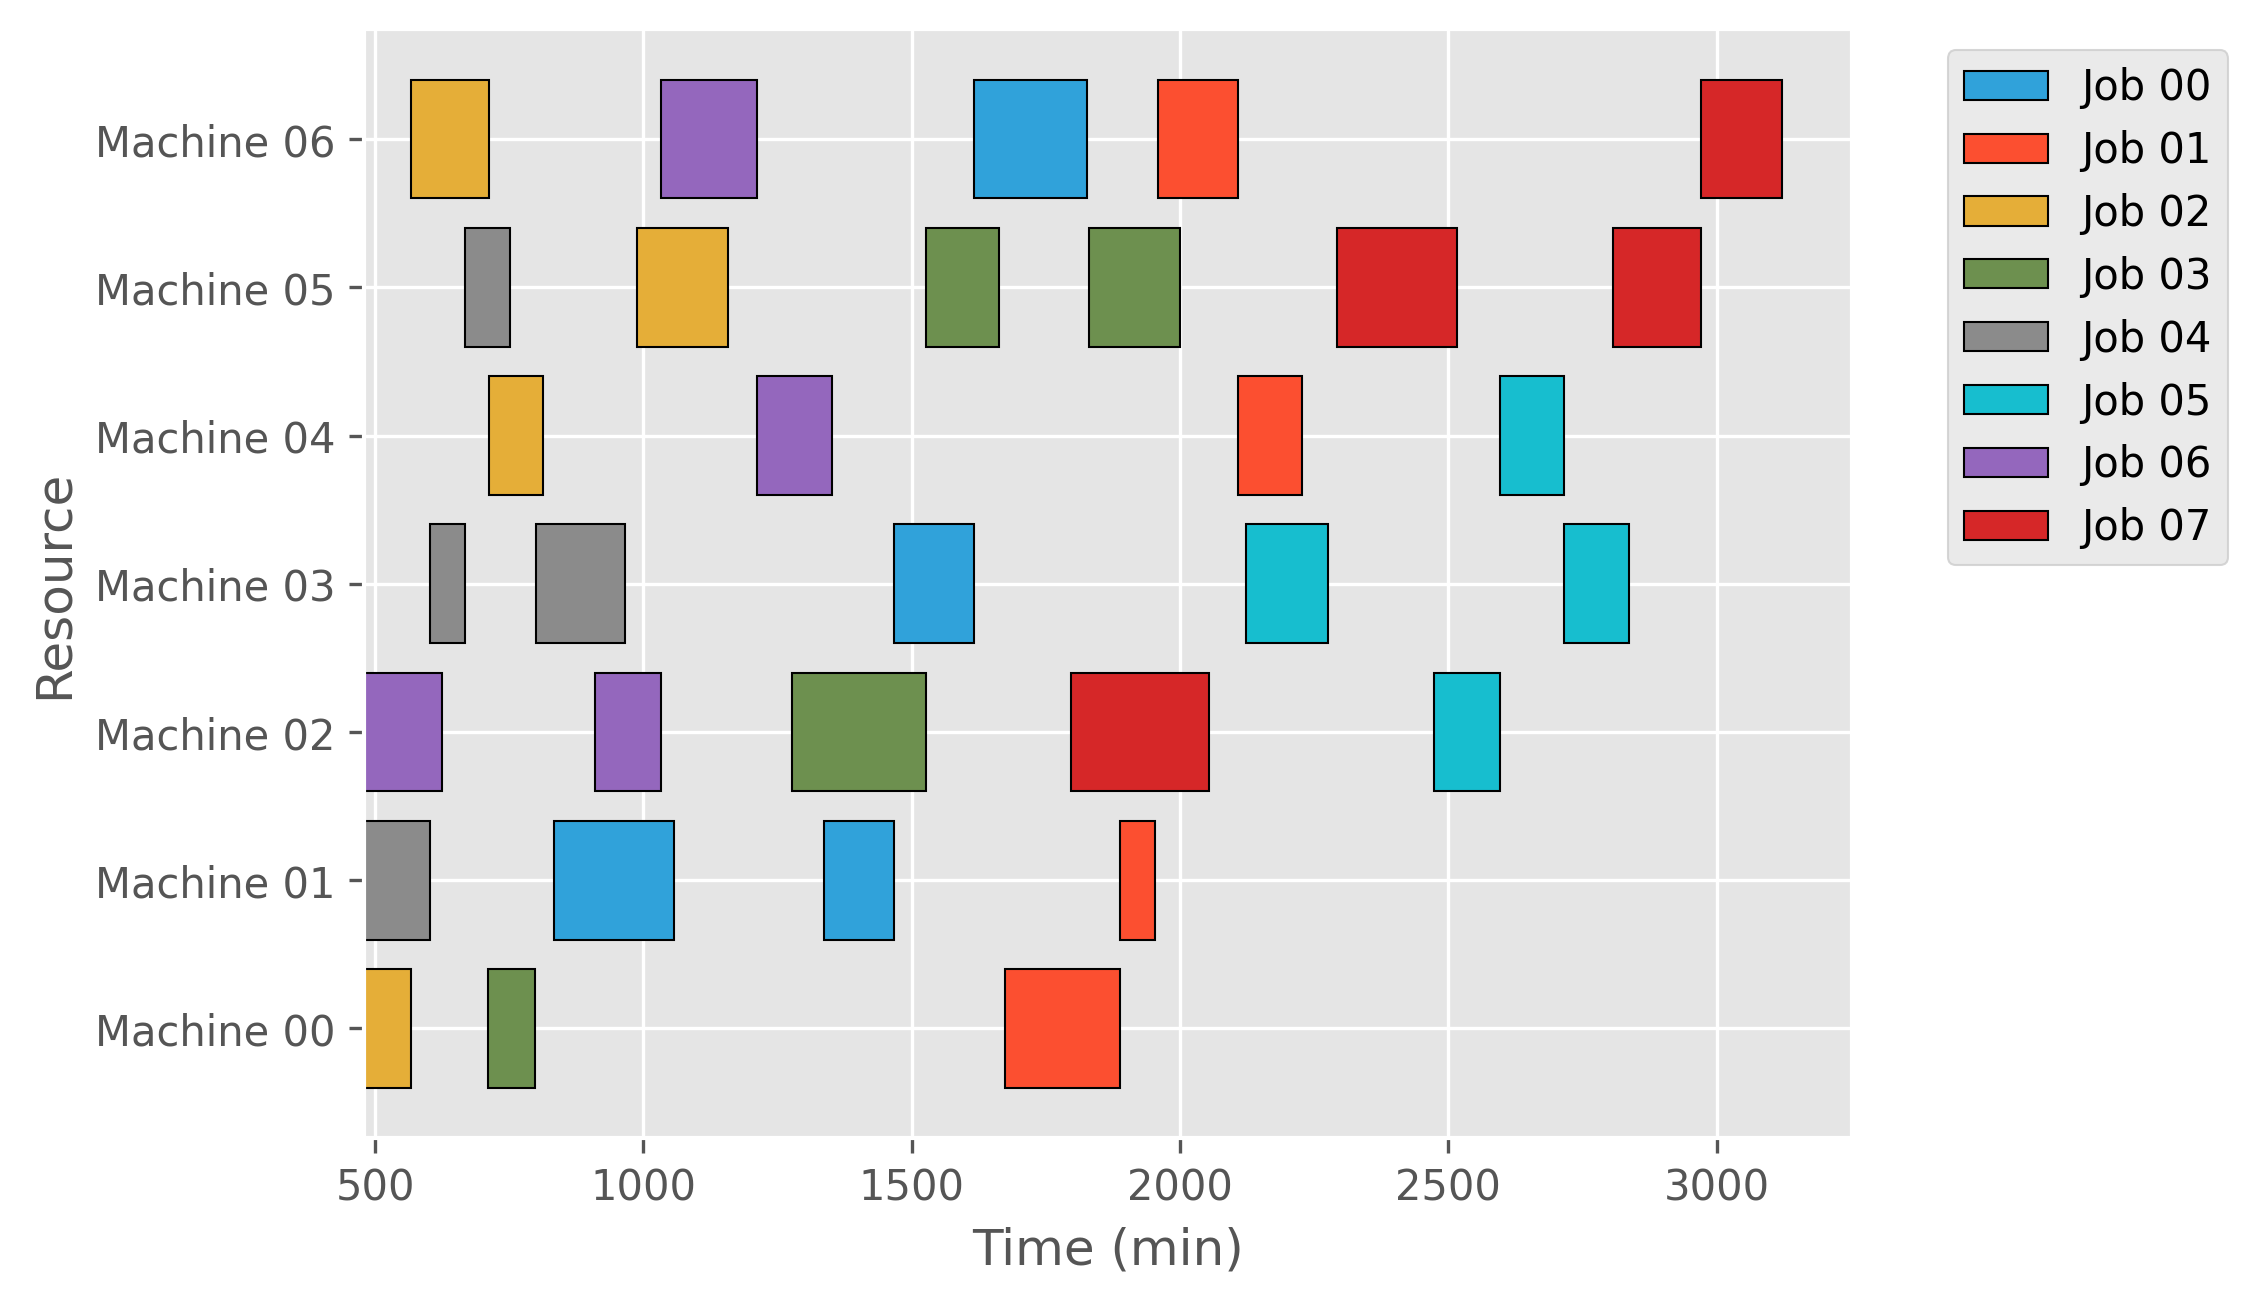 Machine 06
Machine 05
Machine 04
Machine 03
Machine 02
Machine 01
Machine 00
Resource
500 1000 1500 2000 2500 3000
Time (min)
Job 00
Job 01
Job 02
Job 03
Job 04
Job 05
Job 06
Job 07